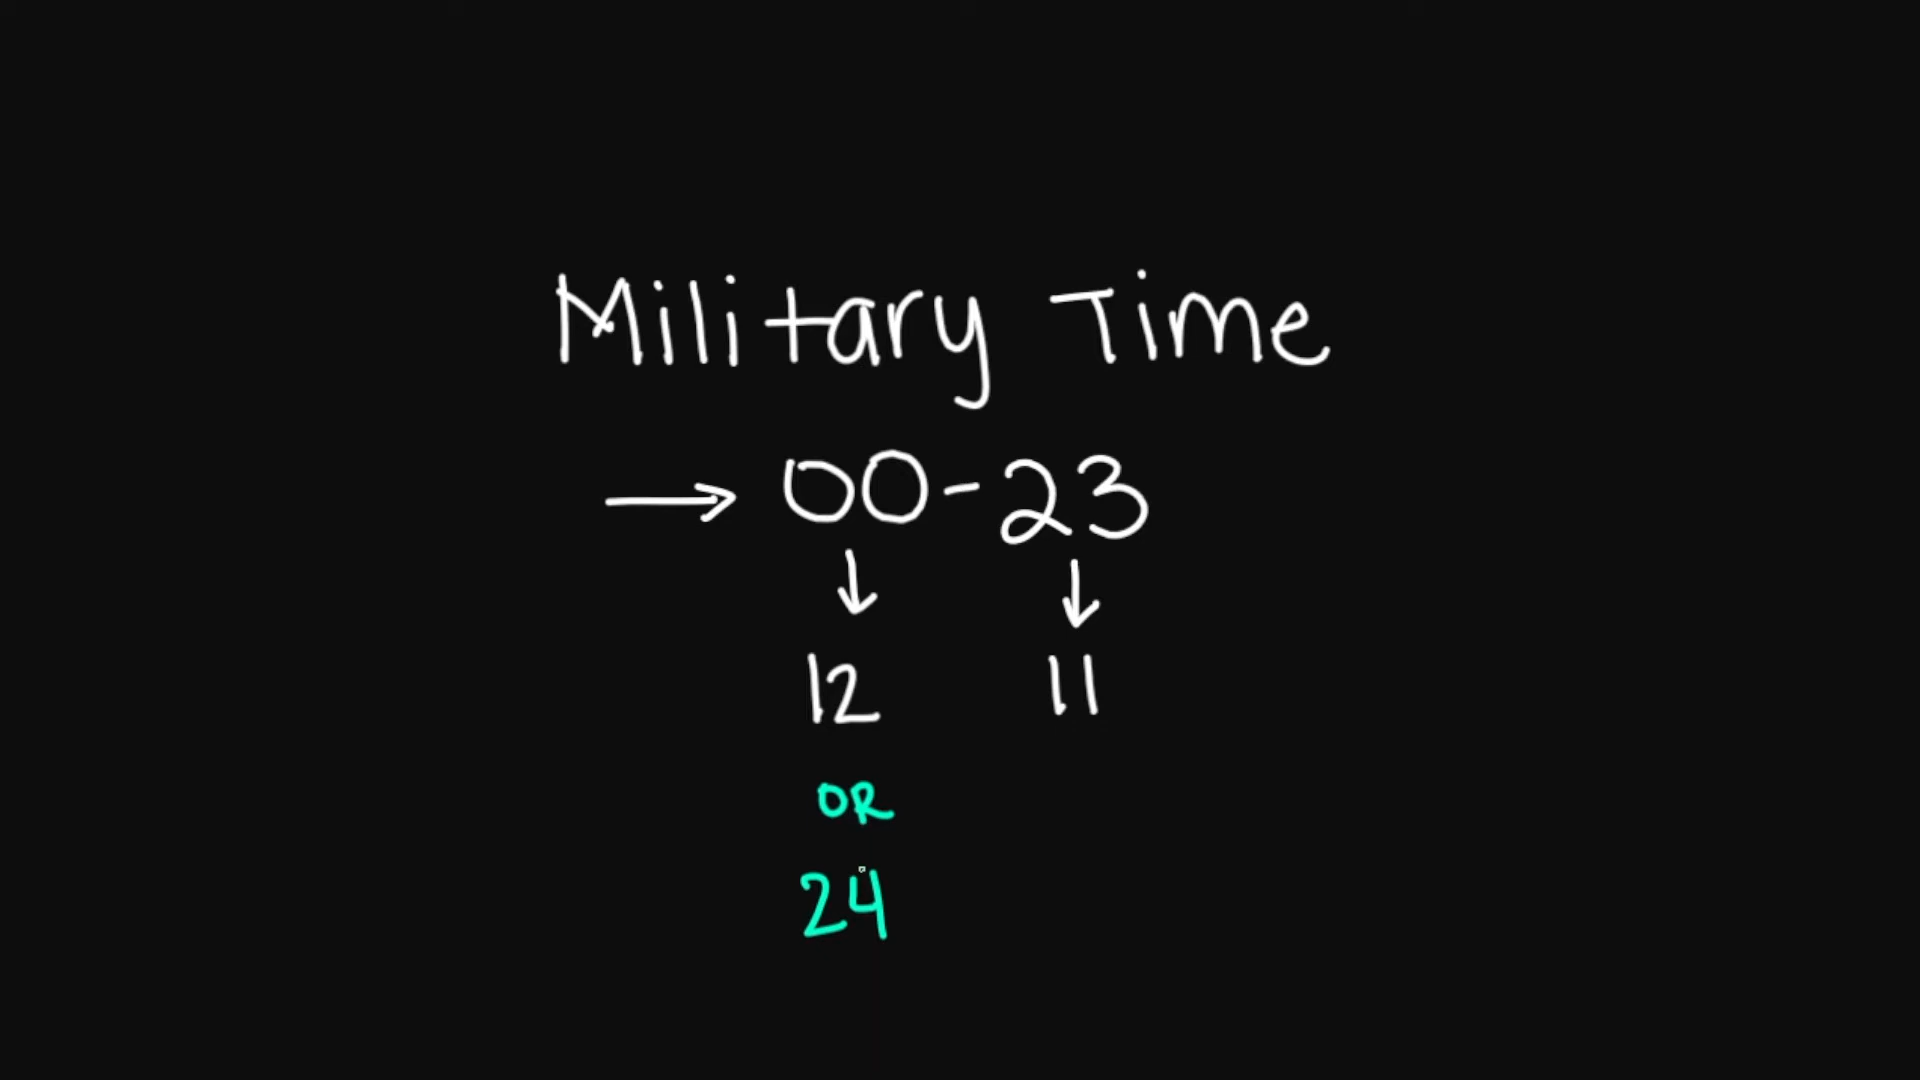 Military Time
→ 00-23
↓ ↓
12 11
OR
24